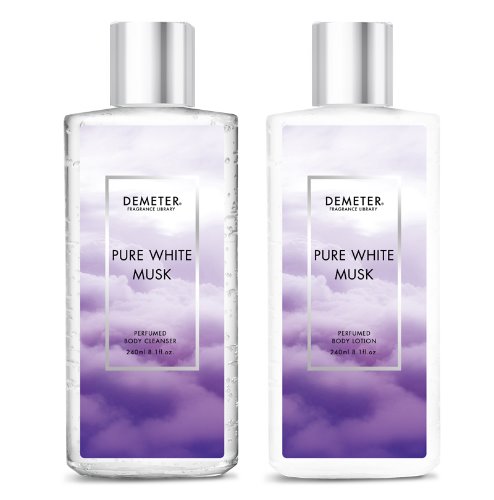 DEMETER®
FRAGRANCE LIBRARY
PURE WHITE
MUSK
PERFUMED
BODY CLEANSER
240ml 8.1fl.oz.
DEMETER®
FRAGRANCE LIBRARY
PURE WHITE
MUSK
PERFUMED
BODY LOTION
240ml 8.1fl.oz.